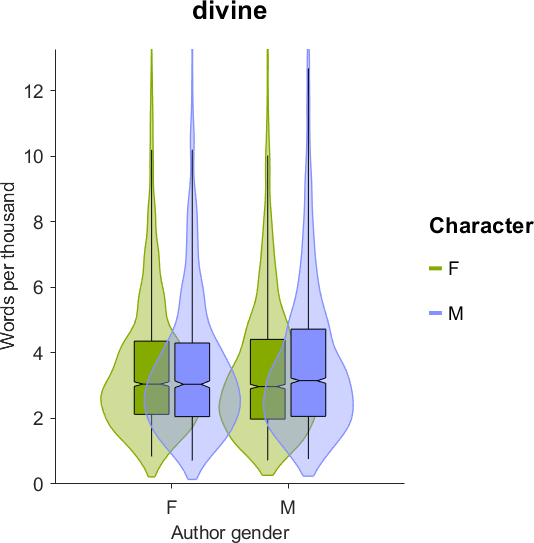 divine
12
10
8
6
4
2
0
Words per thousand
F
M
Author gender
Character
F
M